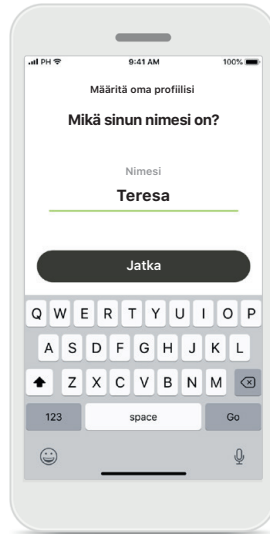 PH 9:41 AM 100%
Määritä oma profiilisi
Mikä sinun nimesi on?
Nimesi
Teresa
Jatka
Q W E R T Y U I O P
A S D F G H J K L
Z X C V B N M
123 space Go